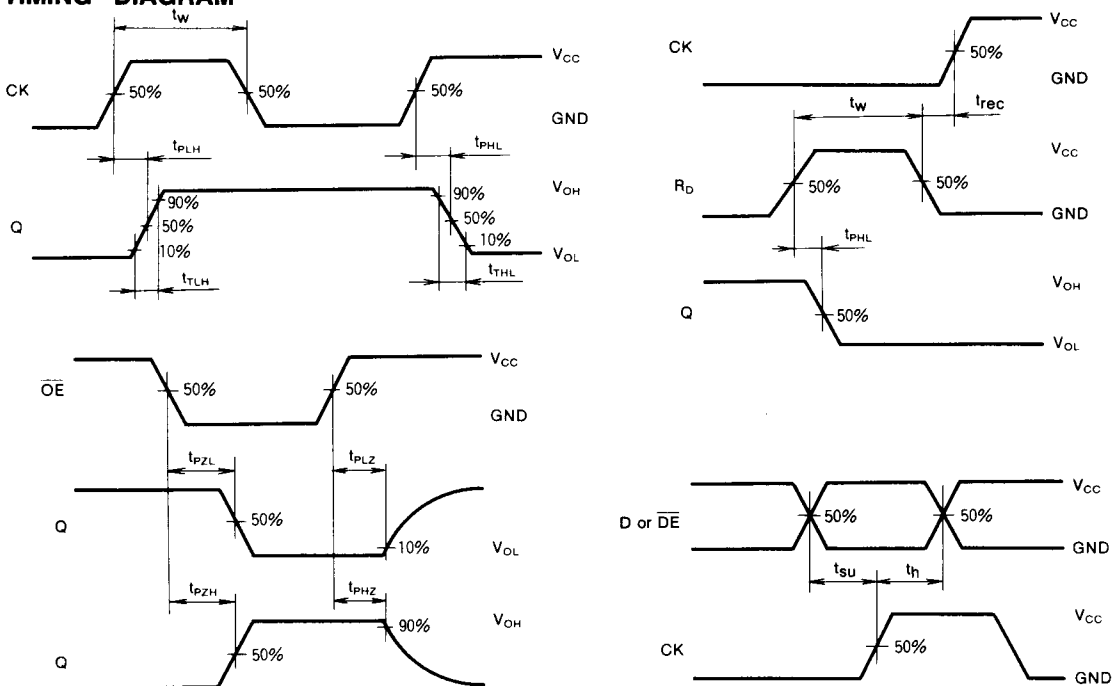 TIMING DIAGRAM
tw
CK
50%
50%
50%
VCC
GND
tPLH
tPHL
Q
90%
50%
10%
90%
50%
10%
VOH
VOL
tTLH
tTHL
OE
50%
50%
VCC
GND
tPZL
tPLZ
Q
50%
10%
VOL
tPZH
tPHZ
Q
50%
90%
VOH
CK
50%
VCC
GND
tw
trec
RD
50%
50%
VCC
GND
tPHL
Q
50%
VOH
VOL
D or DE
50%
50%
VCC
GND
tsu
th
CK
50%
VCC
GND